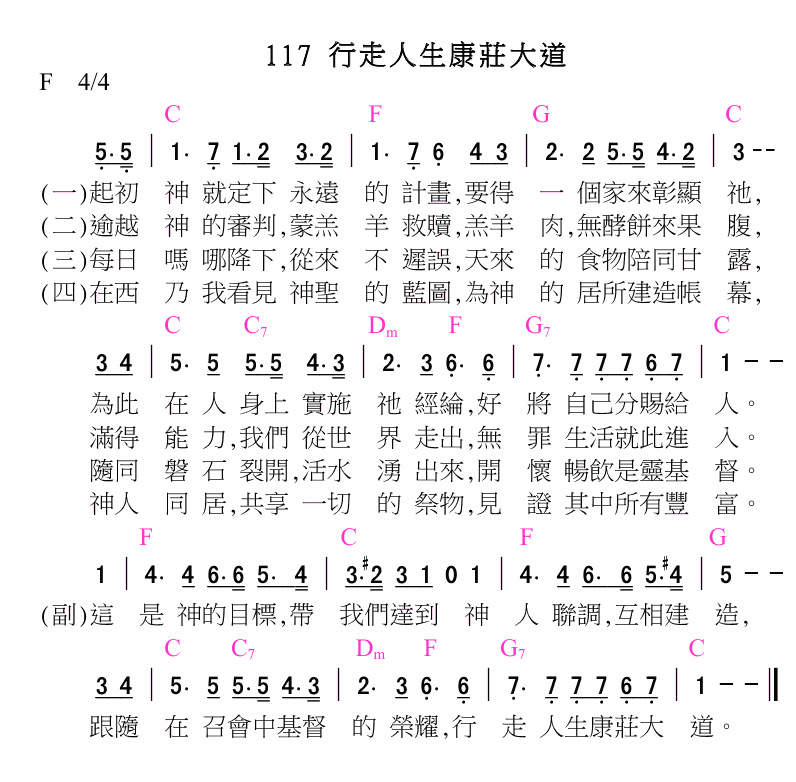 117 行走人生康莊大道
F 4/4
C F G C
5. 5 | 1. 7 1. 2 3. 2 | 1. 7 6 4 3 | 2. 2 5. 5 4. 2 | 3 - -
(一)起初 神 就定下 永遠 的 計畫,要得 一 個家來彰顯 祂,
(二)逾越 神 的審判,蒙羔 羊 救贖,羔羊 肉,無酵餅來果 腹,
(三)每日 嗎 哪降下,從來 不 遲誤,天來 的 食物陪同甘 露,
(四)在西 乃 我看見 神聖 的 藍圖,為神 的 居所建造帳 幕,
C C7 Dm F G7 C
3 4 | 5. 5 5. 5 4. 3 | 2. 3 6. 6 | 7. 7 7 7 6 7 | 1 - -
為此 在 人 身上 實施 祂 經綸,好 將 自己分賜給 人。
滿得 能 力,我們 從世 界 走出,無 罪 生活就此進 入。
隨同 磐 石 裂開,活水 湧 出來,開 懷 暢飲是靈基 督。
神人 同 居,共享 一切 的 祭物,見 證 其中所有豐 富。
F C F G
1 | 4. 4 6. 6 5. 4 | 3. #2 3 1 0 1 | 4. 4 6. 6 5. #4 | 5 - -
(副)這 是 神的目標,帶 我們達到 神 人 聯調,互相建 造,
C C7 Dm F G7 C
3 4 | 5. 5 5. 5 4. 3 | 2. 3 6. 6 | 7. 7 7 7 6 7 | 1 - - ‖
跟隨 在 召會中基督 的 榮耀,行 走 人生康莊大 道。